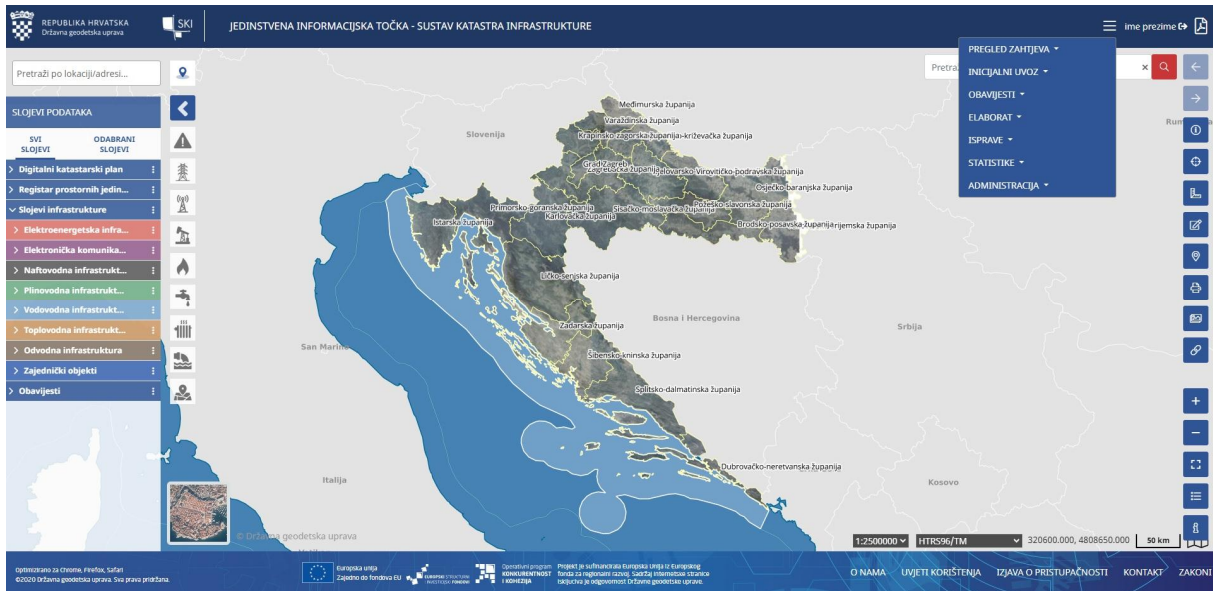 REPUBLIKA HRVATSKA
Državna geodetska uprava
SKI
JEDINSTVENA INFORMACIJSKA TOČKA - SUSTAV KATASTRA INFRASTRUKTURE
ime prezime
PREGLED ZAHTJEVA
INICIJALNI UVOZ
OBAVIJESTI
ELABORAT
ISPRAVE
STATISTIKE
ADMINISTRACIJA
Pretraži po lokaciji/adresi...
SLOJEVI PODATAKA
SVI SLOJEVI
ODABRANI SLOJEVI
Digitalni katastarski plan
Registar prostornih jedin...
Slojevi infrastrukture
Elektroenergetska infra...
Elektronička komunika...
Naftovodna infrastrukt...
Plinovodna infrastrukt...
Vodovodna infrastrukt...
Toplovodna infrastrukt...
Odvodna infrastruktura
Zajednički objekti
Obavijesti
Slovenija
Međimurska županija
Varaždinska županija
Krapinsko-zagorska županija
-križevačka županija
Grad Zagreb
Zagrebačka županija
Virovitičko-podravska županija
Osječko-baranjska županija
Primorsko-goranska županija
Karlovačka županija
Sisačko-moslavačka županija
Požeško-slavonska županija
Brodsko-posavska županija
rijemska županija
Istarska županija
Ličko-senjska županija
Zadarska županija
Bosna i Hercegovina
Srbija
San Marino
Šibensko-kninska županija
Splitsko-dalmatinska županija
Dubrovačko-neretvanska županija
Italija
Kosovo
© Državna geodetska uprava
1:2500000
HTRS96/TM
320600.000, 4808650.000
50 km
Optimizirano za Chrome, Firefox, Safari
©2020 Državna geodetska uprava. Sva prava pridržana.
Europska unija
Zajedno do fondova EU
EUROPSKI STRUKTURNI
I INVESTICIJSKI FONDOVI
Operativni program
KONKURENTNOST
I KOHEZIJA
Projekt je sufinancirala Europska unija iz Europskog
fonda za regionalni razvoj. Sadržaj internetske stranice
isključiva je odgovornost Državne geodetske uprave.
O NAMA
UVJETI KORIŠTENJA
IZJAVA O PRISTUPAČNOSTI
KONTAKT
ZAKONI